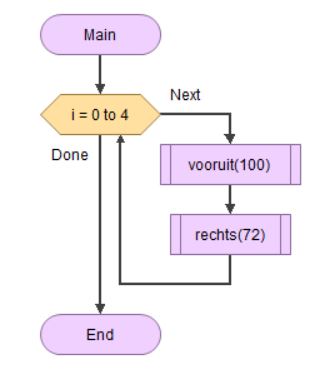 Main
i = 0 to 4
Next
Done
vooruit(100)
rechts(72)
End